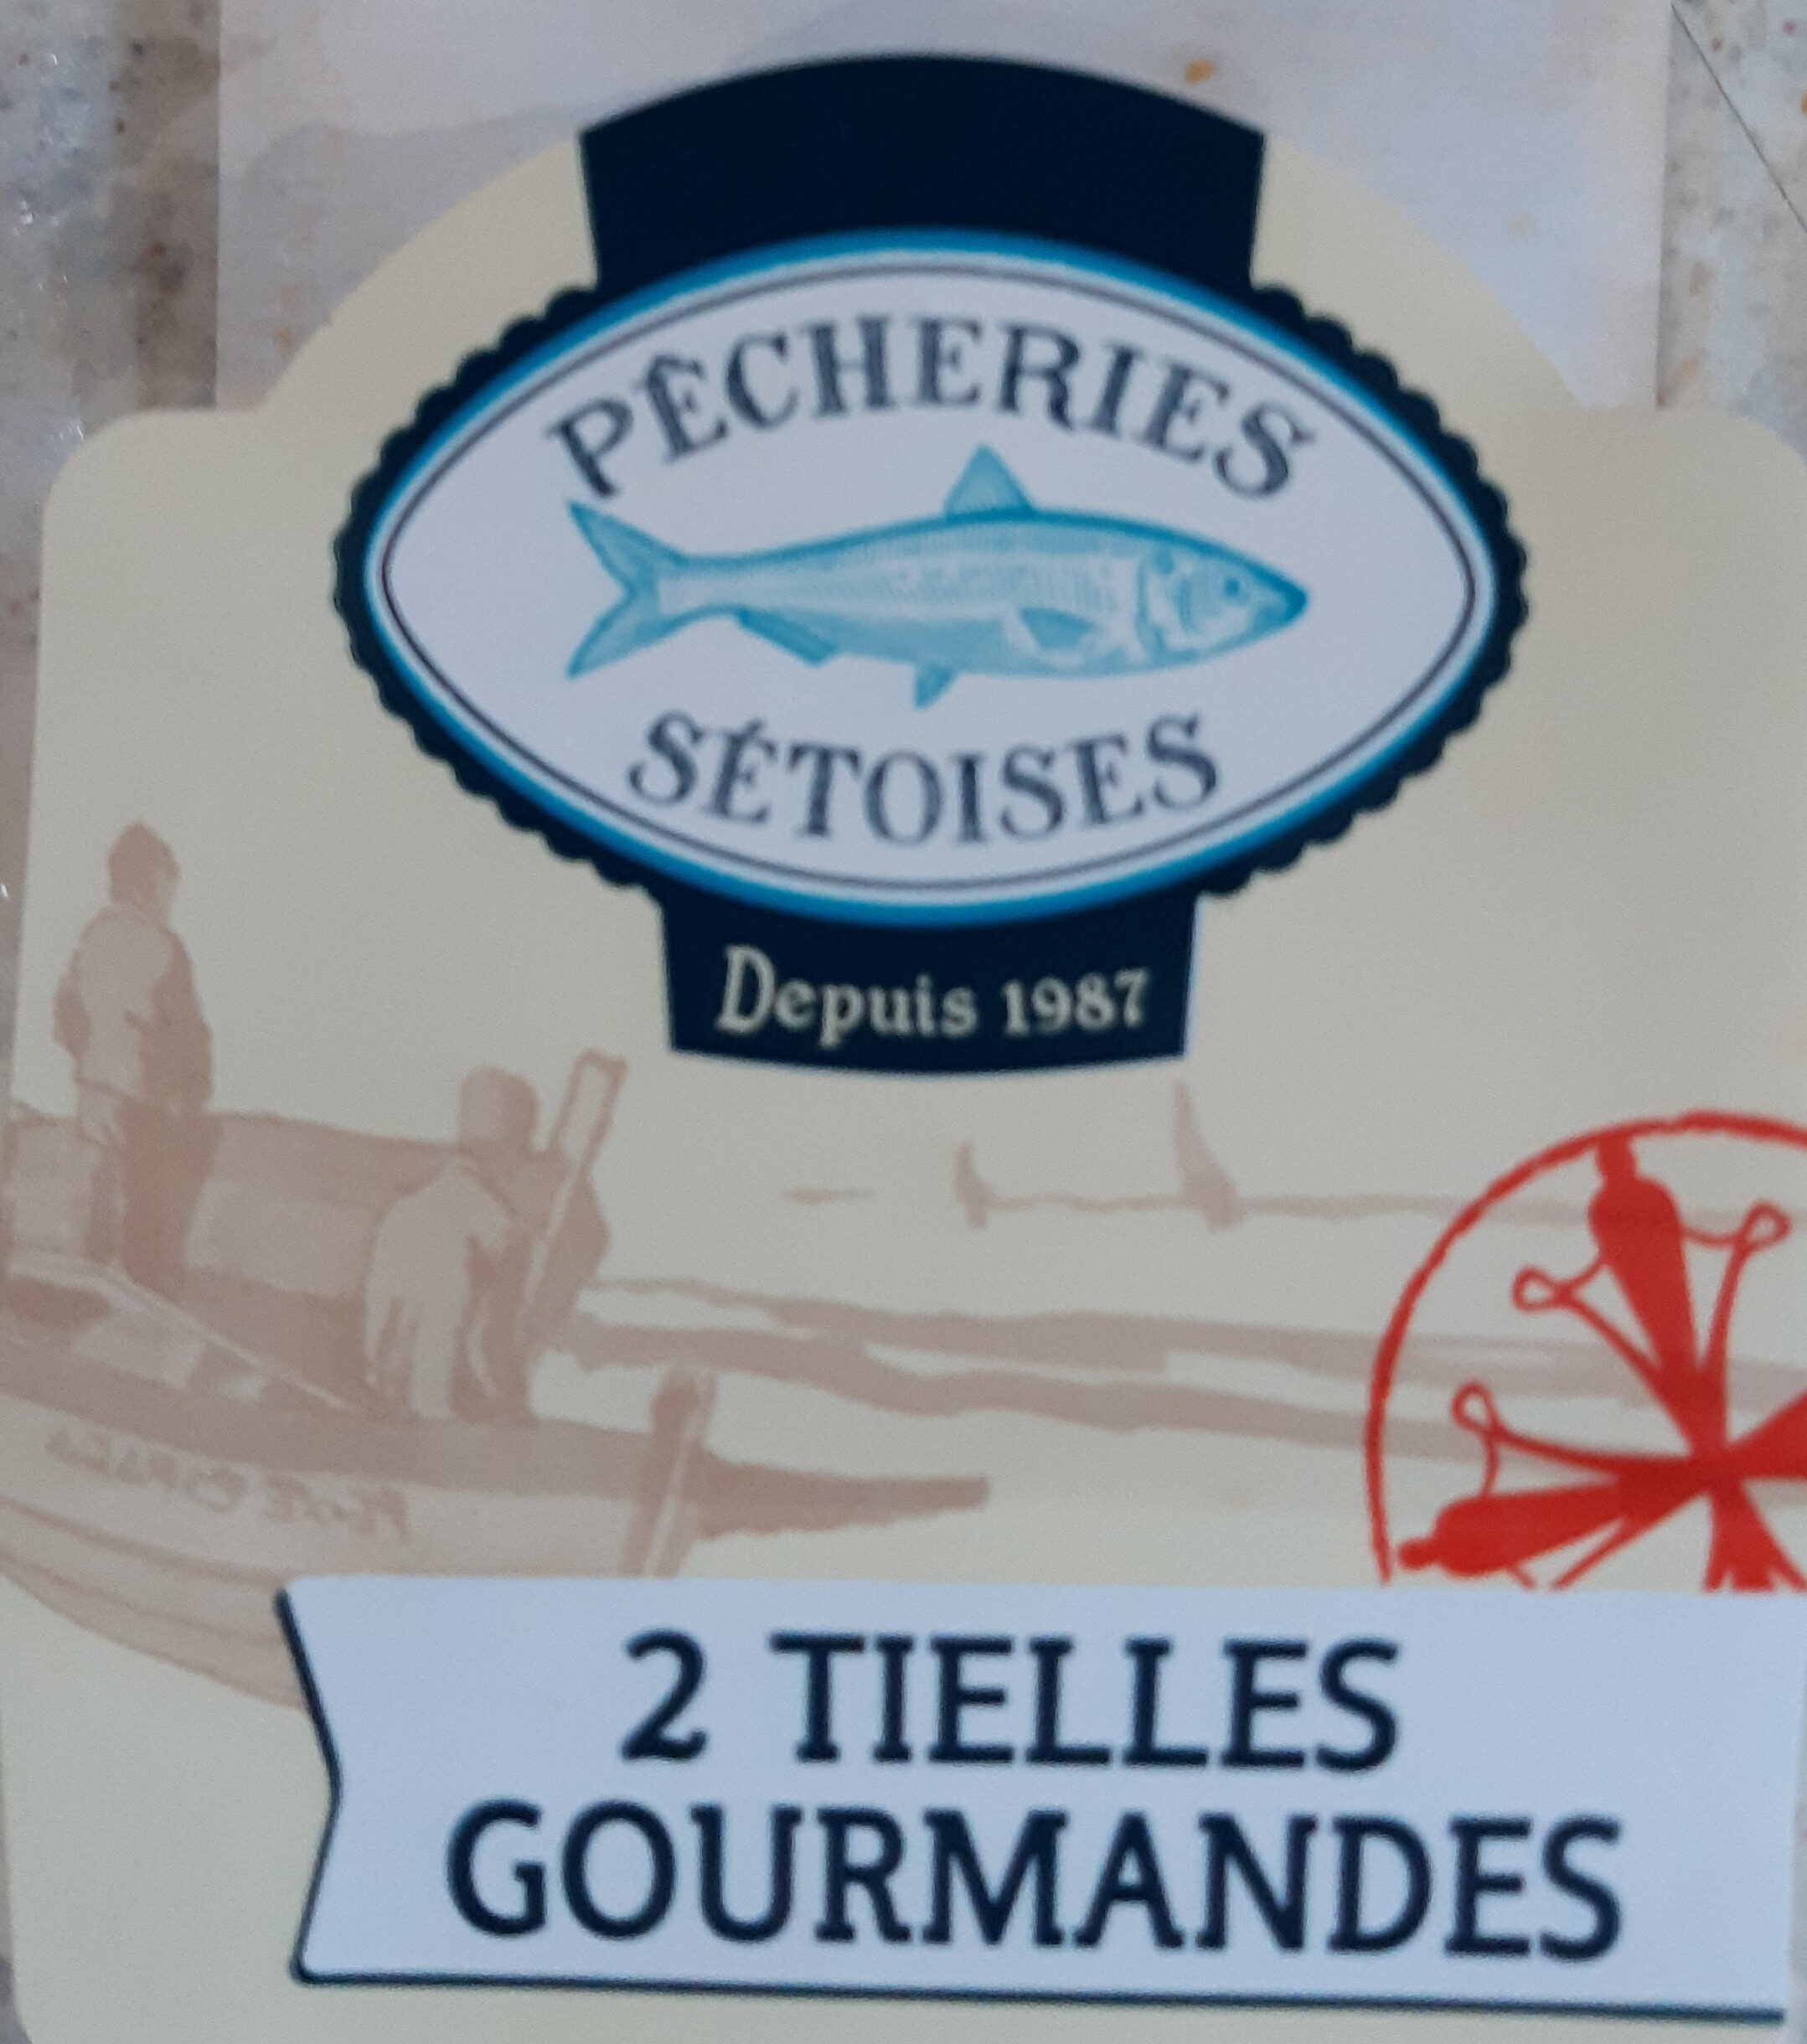 PÊCHERIES
SÉTOISES
Depuis 1987
2 TIELLES
GOURMANDES